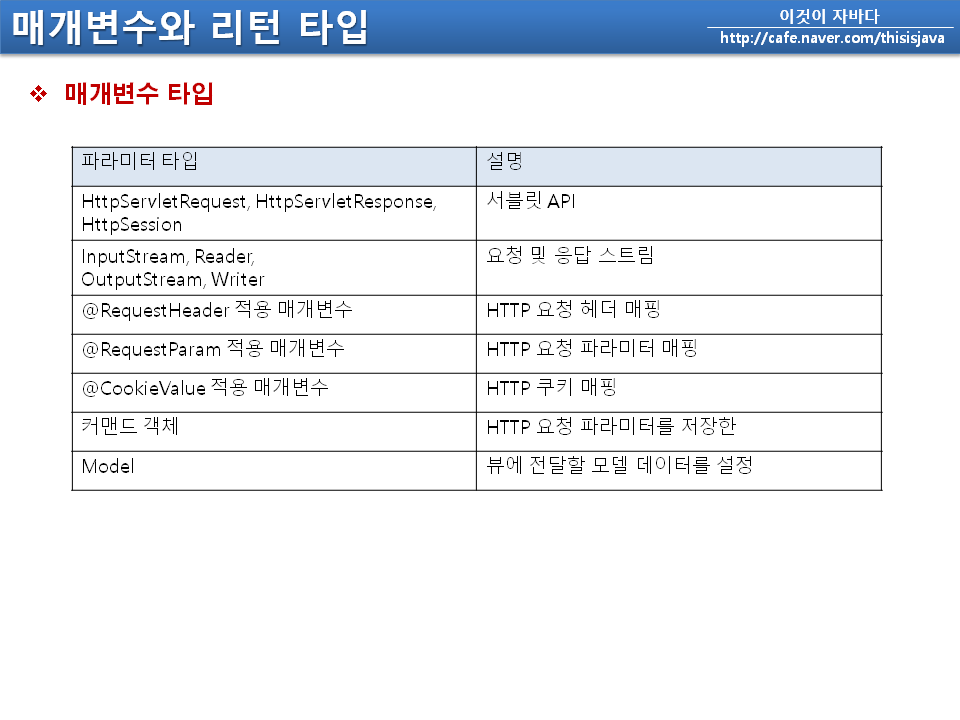 매개변수와 리턴 타입
이것이 자바다
http://cafe.naver.com/thisisjava
❖ 매개변수 타입
파라미터 타입 설명
HttpServletRequest, HttpServletResponse, 서블릿 API
HttpSession
InputStream, Reader, 요청 및 응답 스트림
OutputStream, Writer
@RequestHeader 적용 매개변수 HTTP 요청 헤더 매핑
@RequestParam 적용 매개변수 HTTP 요청 파라미터 매핑
@CookieValue 적용 매개변수 HTTP 쿠키 매핑
커맨드 객체 HTTP 요청 파라미터를 저장한
Model 뷰에 전달할 모델 데이터를 설정